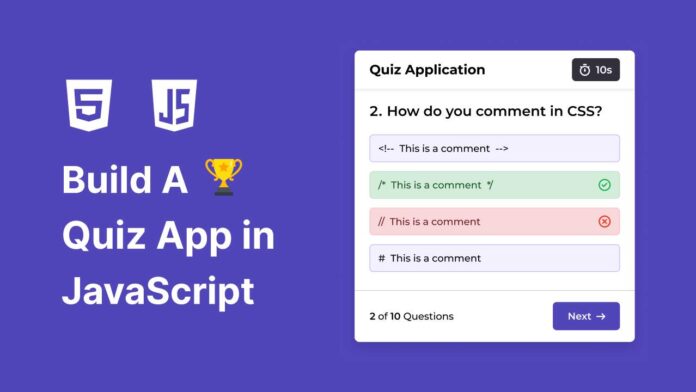 5 JS
Build A
Quiz App in
JavaScript
Quiz Application
10s
2. How do you comment in CSS?
<!-- This is a comment -->
/* This is a comment */
// This is a comment
# This is a comment
2 of 10 Questions
Next →